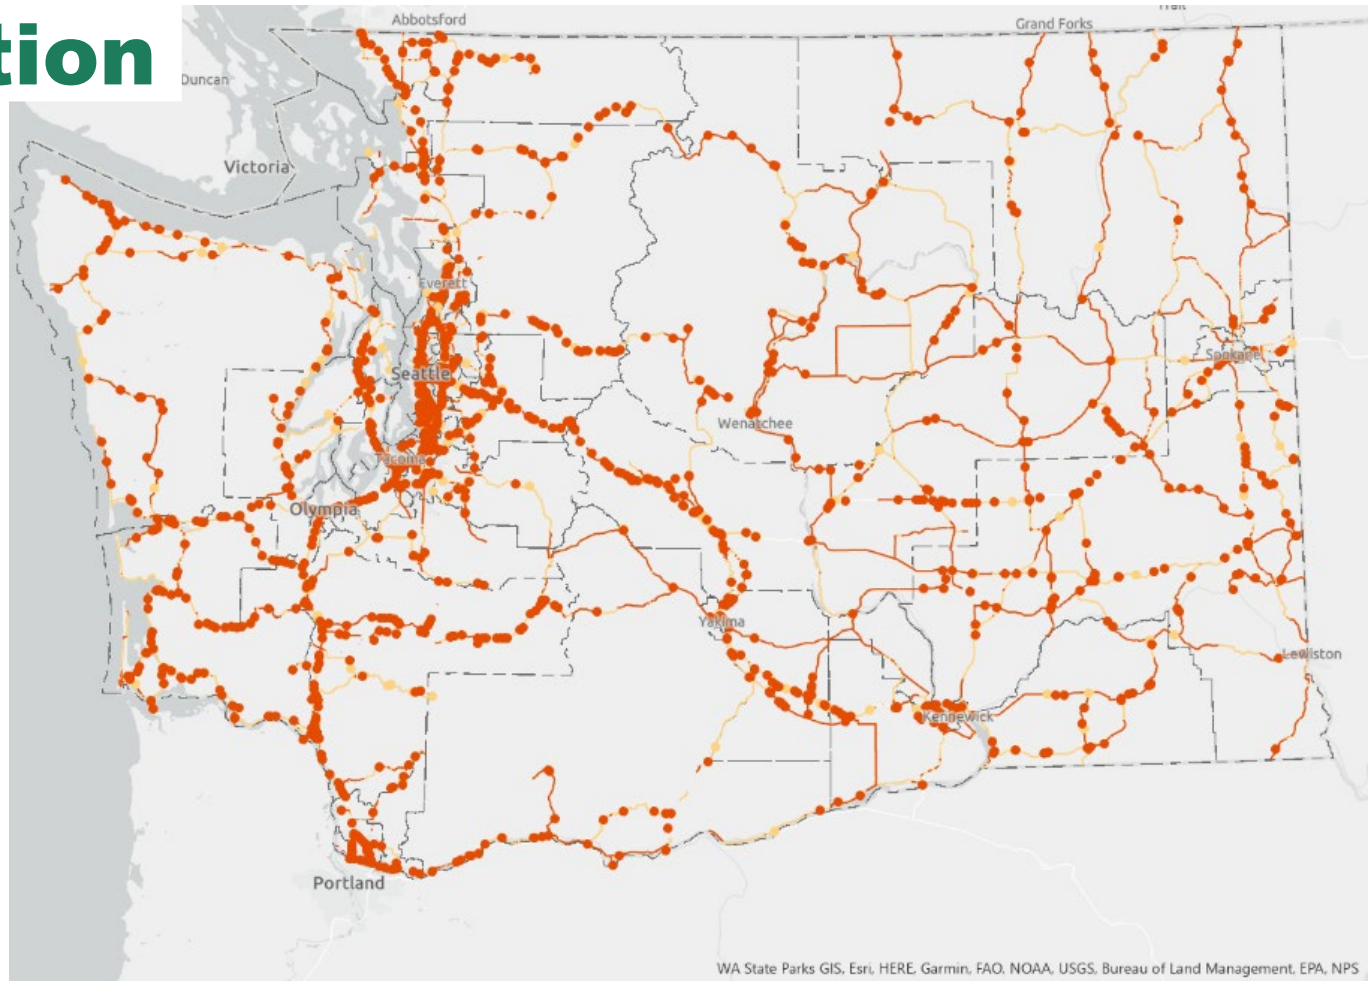 tion
Abbotsford
Grand Forks
Trail
Duncan
Victoria
Everett
Seattle
Spokane
Wenatchee
Tacoma
Olympia
Yakima
Lewiston
Kennewick
Portland
WA State Parks GIS, Esri, HERE, Garmin, FAO, NOAA, USGS, Bureau of Land Management, EPA, NPS